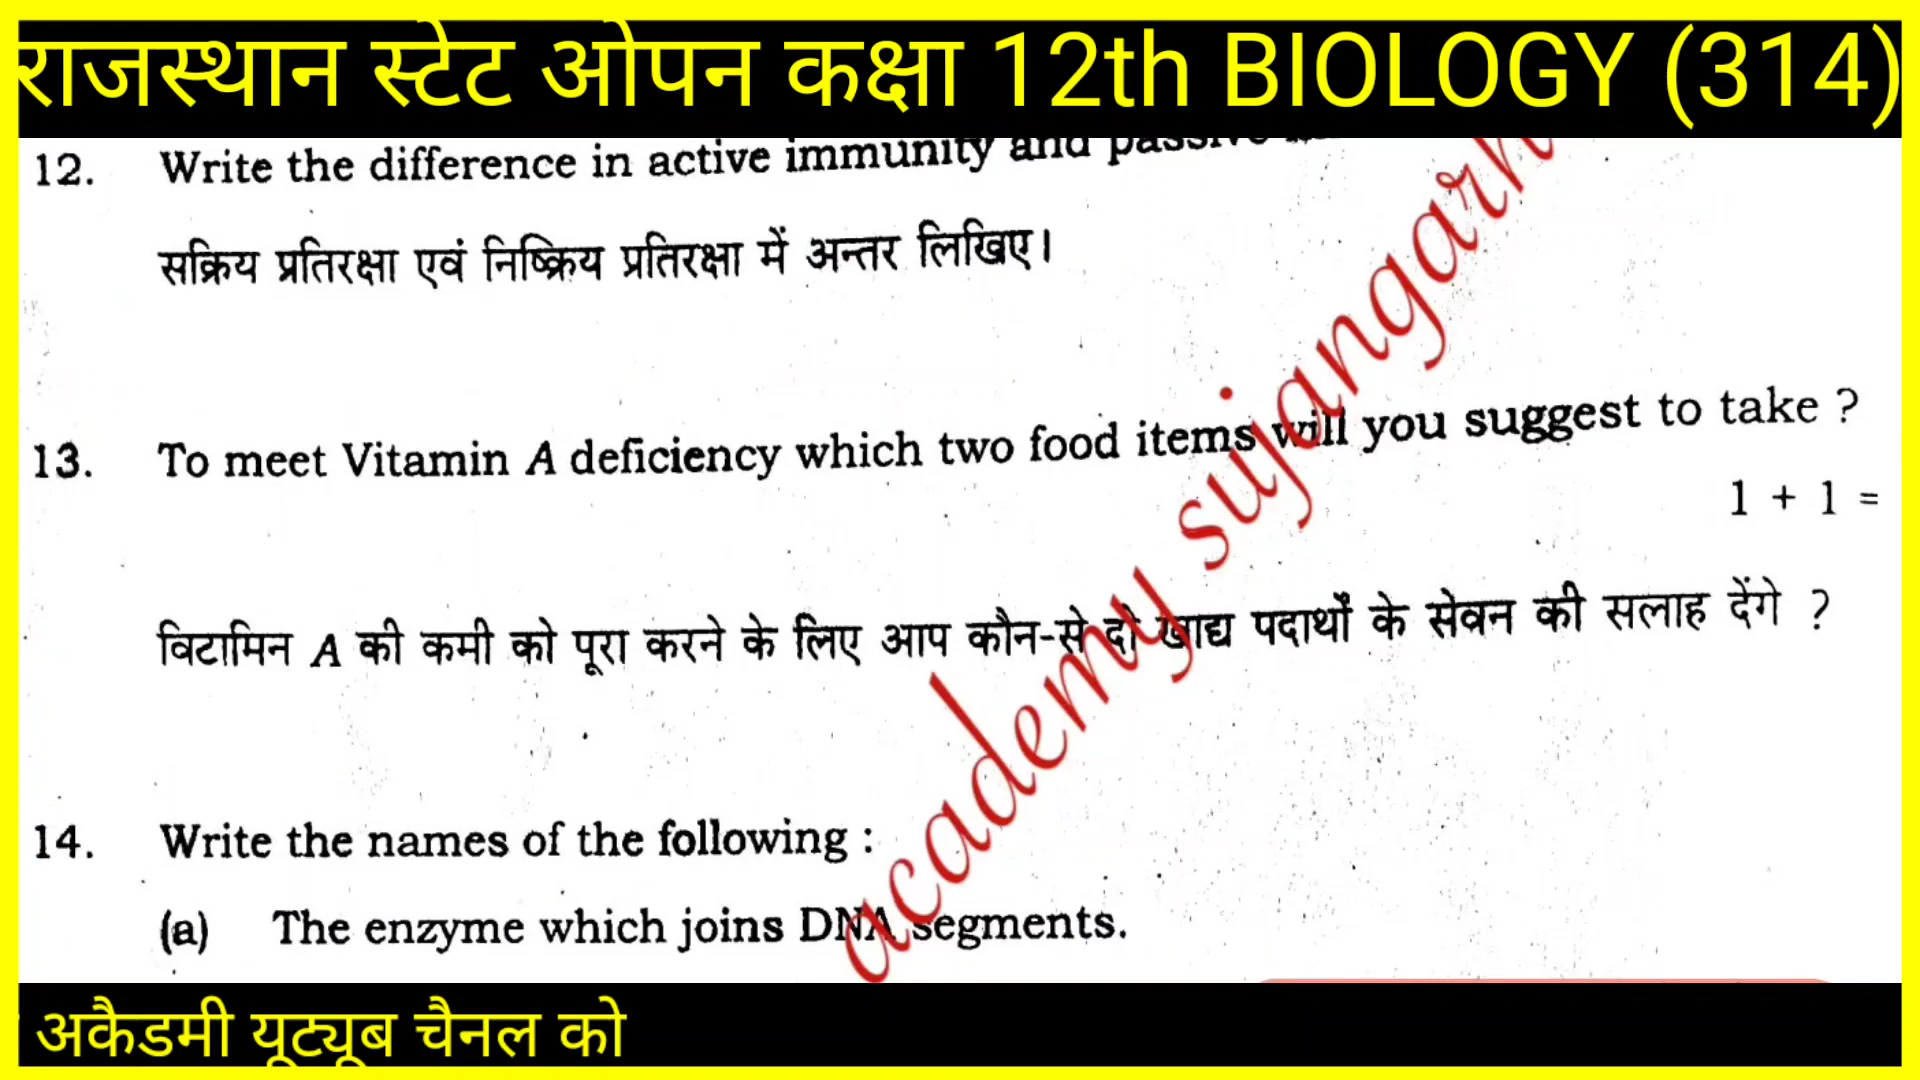 राजस्थान स्टेट ओपन कक्षा 12th BIOLOGY (314)
12. Write the difference in active immunity and passive
सक्रिय प्रतिरक्षा एवं निष्क्रिय प्रतिरक्षा में अन्तर लिखिए।
13. To meet Vitamin A deficiency which two food items will you suggest to take ?
1 + 1 =
विटामिन A की कमी को पूरा करने के लिए आप कौन-से दो खाद्य पदार्थों के सेवन की सलाह देंगे ?
14. Write the names of the following :
(a) The enzyme which joins DNA segments.
academy sujangarh
अकैडमी यूट्यूब चैनल को